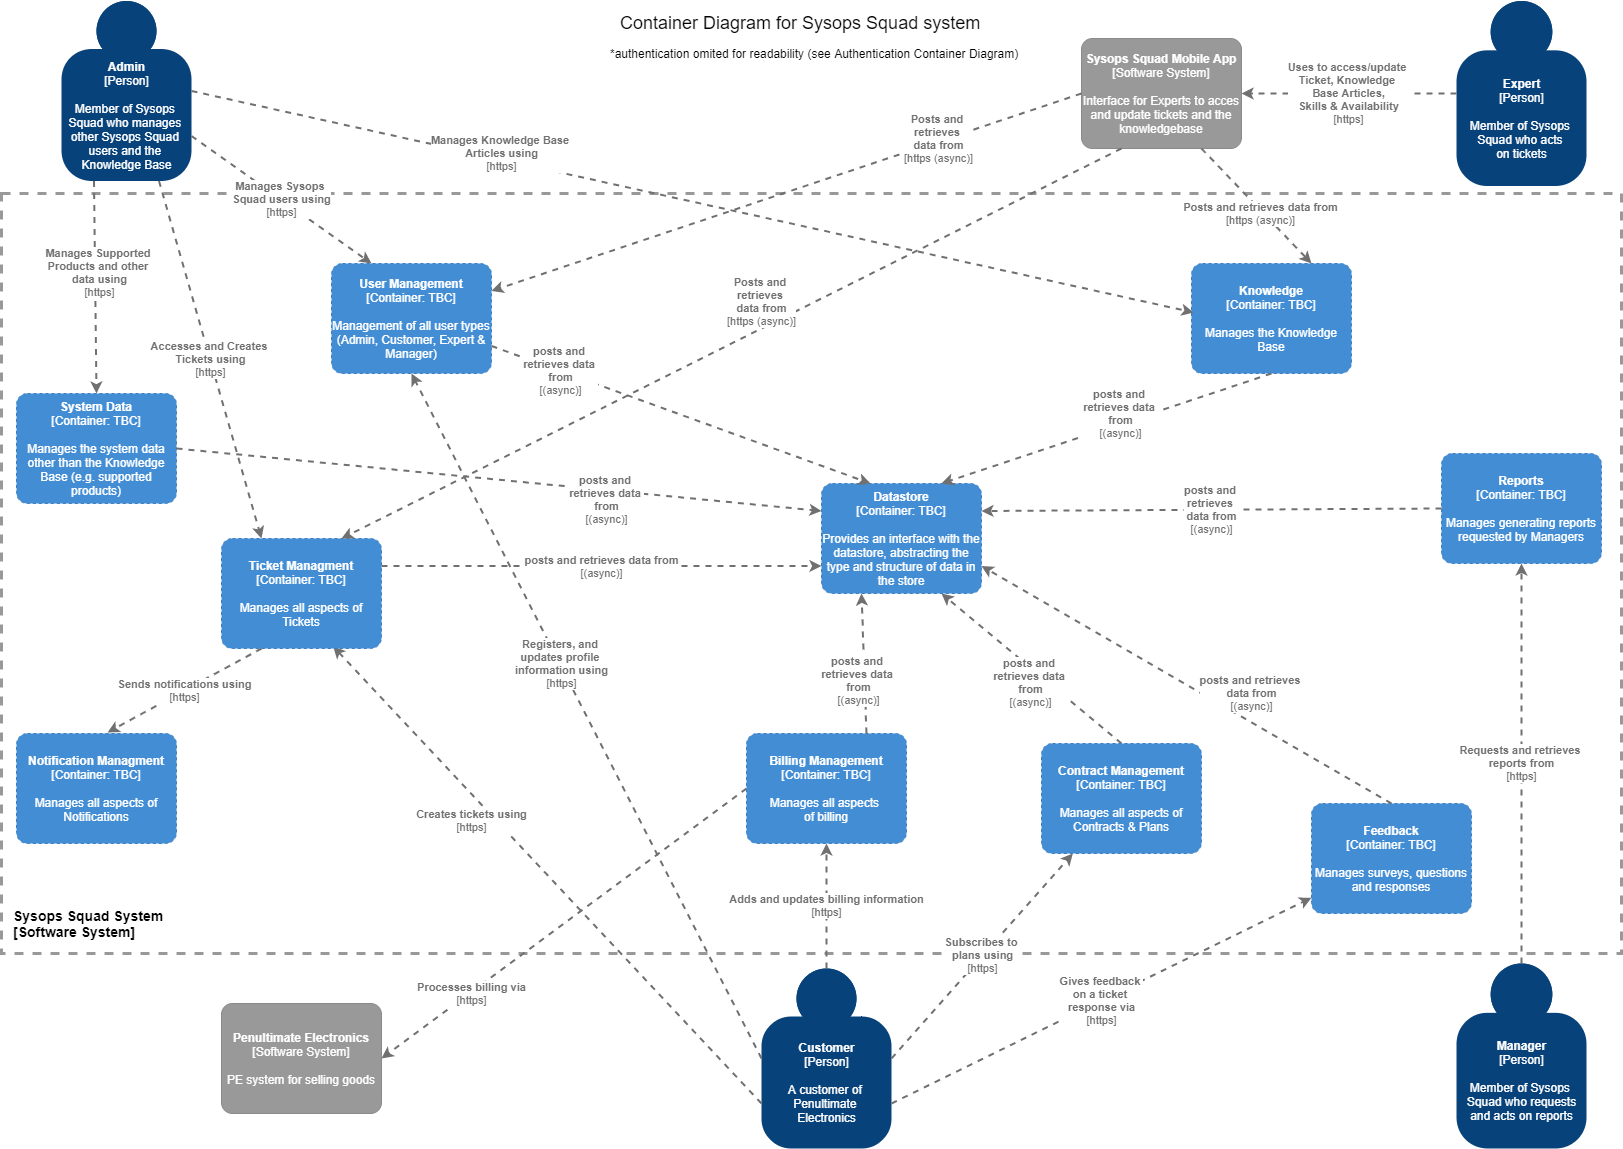 Container Diagram for Sysops Squad system
*authentication omited for readability (see Authentication Container Diagram)
Admin
[Person]
Member of Sysops
Squad who manages
other Sysops Squad
users and the
Knowledge Base
Sysops Squad Mobile App
[Software System]
Interface for Experts to acces
and update tickets and the
knowledgebase
Uses to access/update
Ticket, Knowledge
Base Articles,
Skills & Availability
[https]
Expert
[Person]
Member of Sysops
Squad who acts
on tickets
Manages Knowledge Base
Articles using
[https]
Posts and
retrieves
data from
[https (async)]
Manages Sysops
Squad users using
[https]
Posts and retrieves data from
[https (async)]
Manages Supported
Products and other
data using
[https]
User Management
[Container: TBC]
Management of all user types
(Admin, Customer, Expert &
Manager)
Posts and
retrieves
data from
[https (async)]
Knowledge
[Container: TBC]
Manages the Knowledge
Base
Accesses and Creates
Tickets using
[https]
posts and
retrieves data
from
[(async)]
posts and
retrieves data
from
[(async)]
System Data
[Container: TBC]
Manages the system data
other than the Knowledge
Base (e.g. supported
products)
posts and
retrieves data
from
[(async)]
Datastore
[Container: TBC]
Provides an interface with the
datastore, abstracting the
type and structure of data in
the store
posts and
retrieves
data from
[(async)]
Reports
[Container: TBC]
Manages generating reports
requested by Managers
Ticket Managment
[Container: TBC]
Manages all aspects of
Tickets
posts and retrieves data from
[(async)]
Registers, and
updates profile
information using
[https]
posts and
retrieves data
from
[(async)]
posts and
retrieves data
from
[(async)]
posts and retrieves
data from
[(async)]
Sends notifications using
[https]
Notification Managment
[Container: TBC]
Manages all aspects of
Notifications
Billing Management
[Container: TBC]
Manages all aspects
of billing
Contract Management
[Container: TBC]
Manages all aspects of
Contracts & Plans
Requests and retrieves
reports from
[https]
Creates tickets using
[https]
Feedback
[Container: TBC]
Manages surveys, questions
and responses
Adds and updates billing information
[https]
Sysops Squad System
[Software System]
Subscribes to
plans using
[https]
Processes billing via
[https]
Gives feedback
on a ticket
response via
[https]
Penultimate Electronics
[Software System]
PE system for selling goods
Customer
[Person]
A customer of
Penultimate
Electronics
Manager
[Person]
Member of Sysops
Squad who requests
and acts on reports